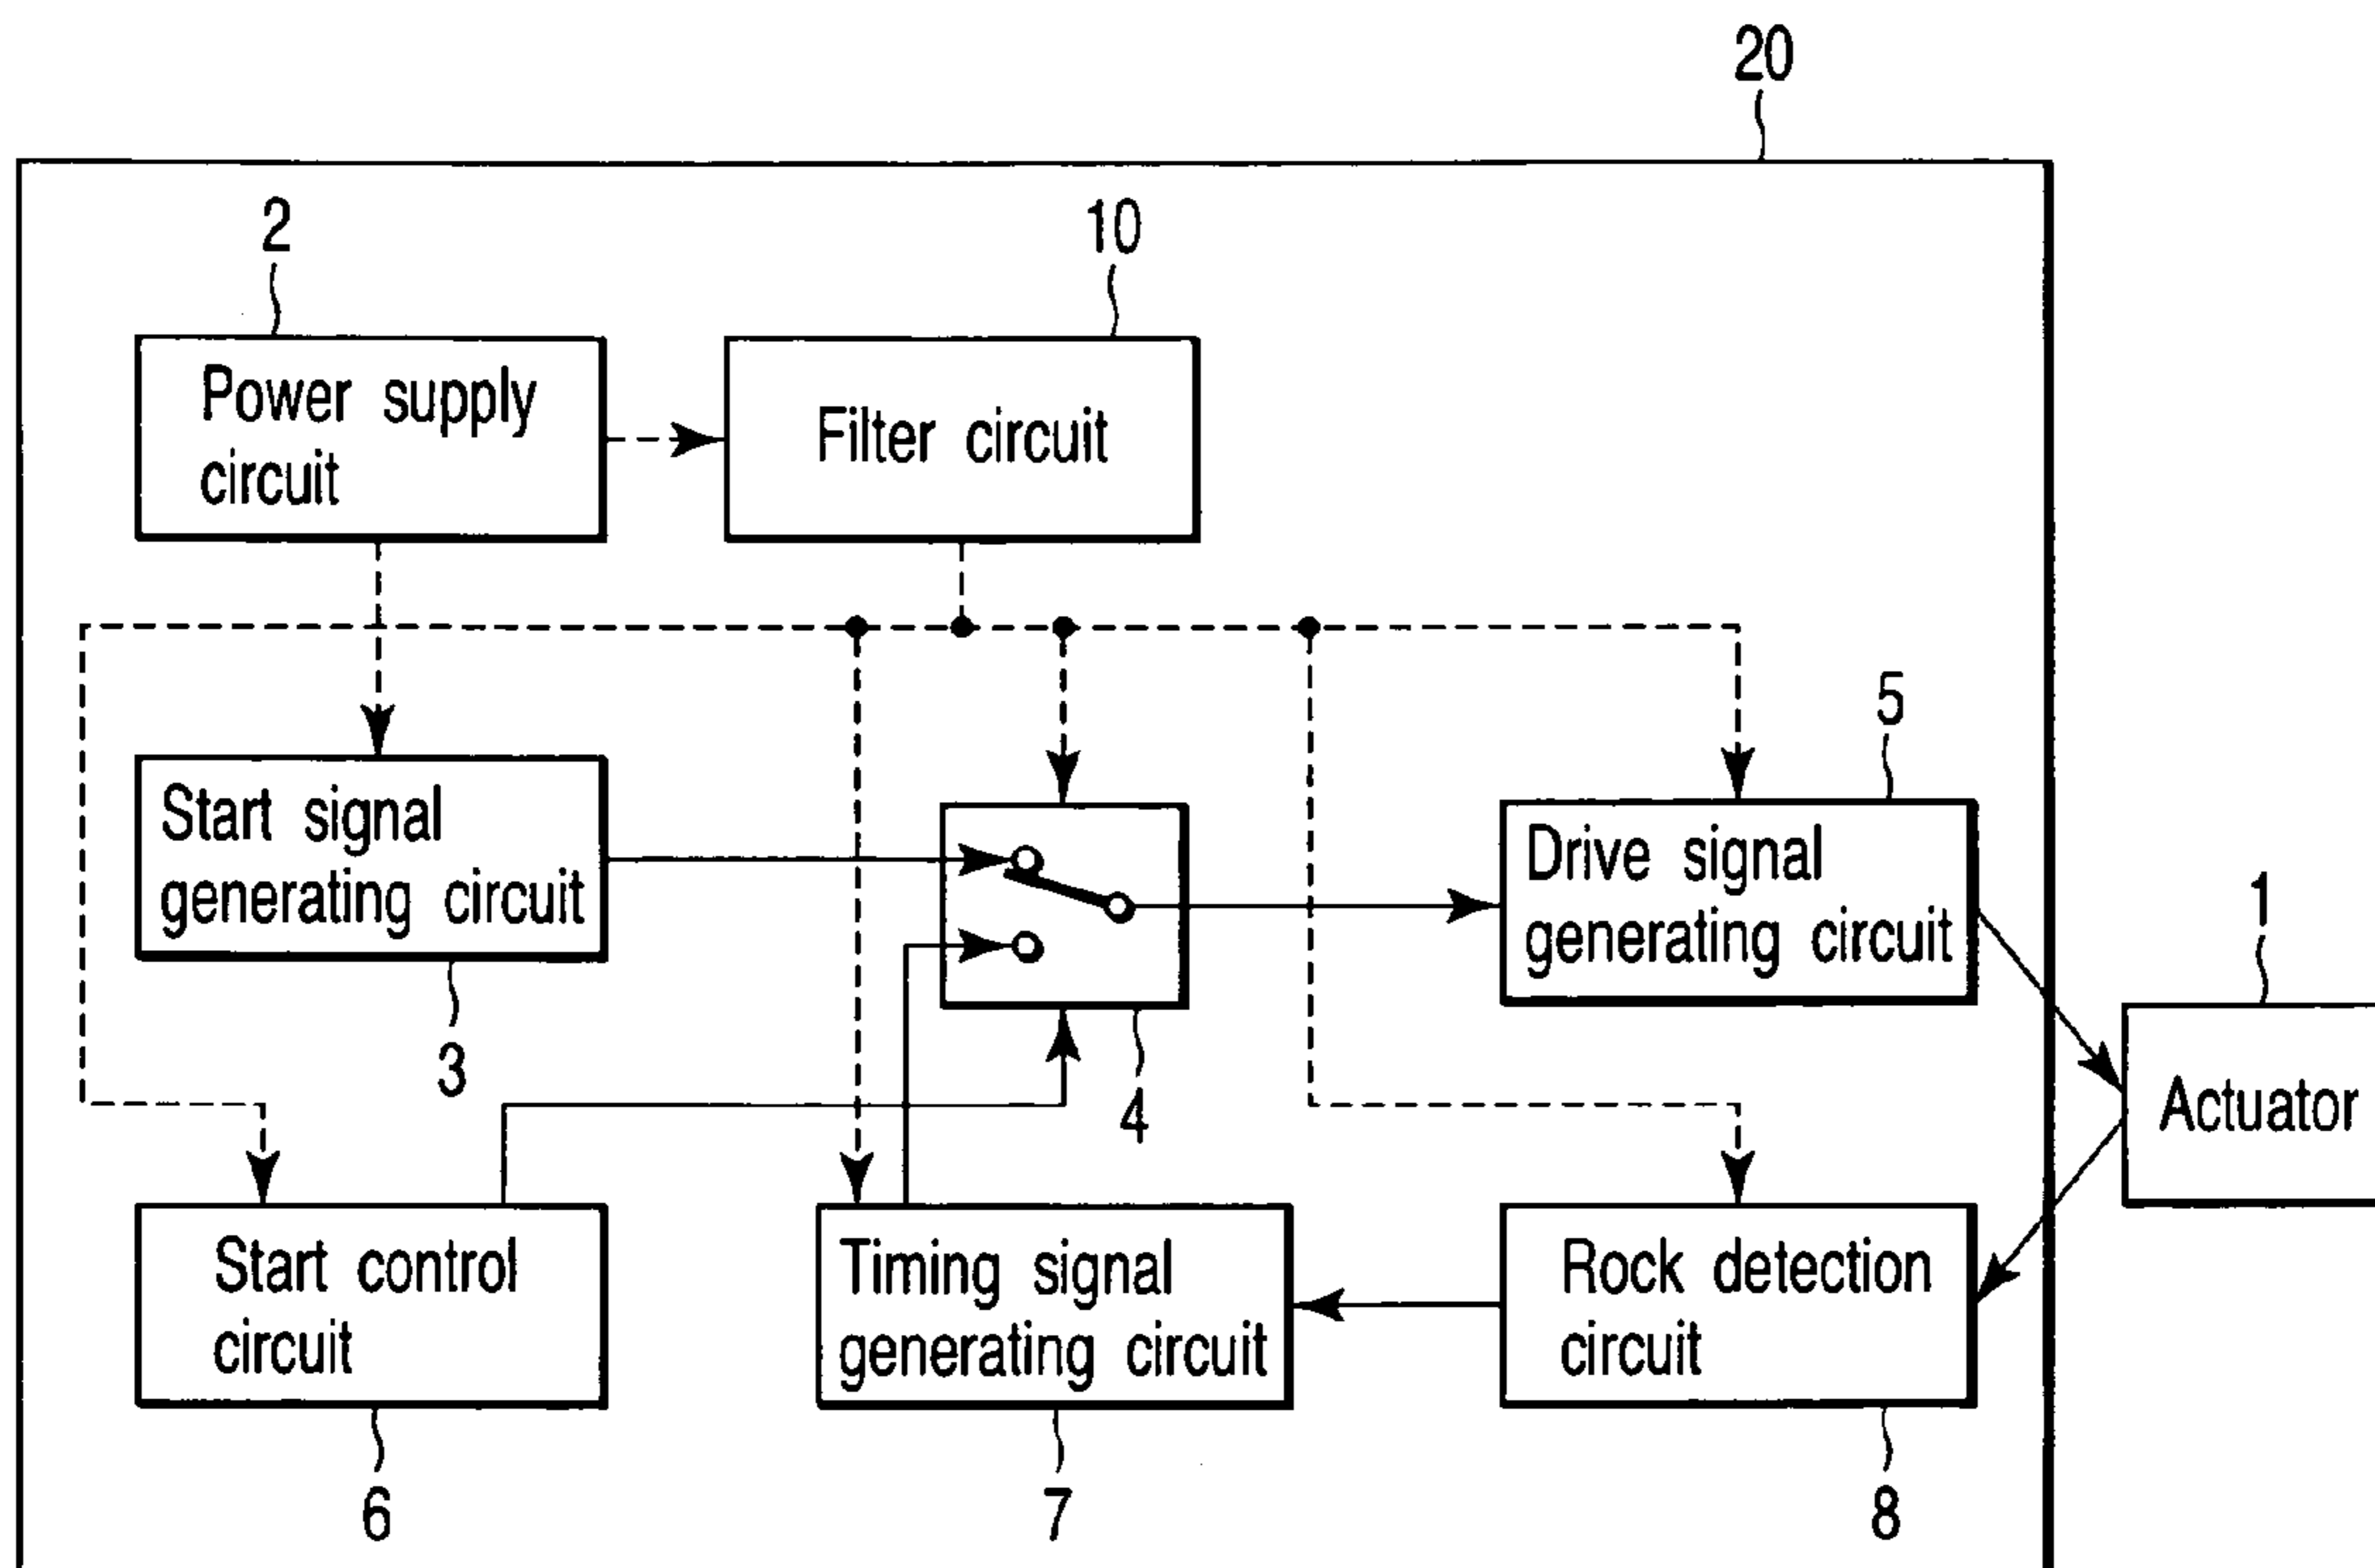 20
2
10
Power supply
circuit
Filter circuit
5
Start signal
generating circuit
Drive signal
generating circuit
1
3
4
Actuator
Start control
circuit
Timing signal
generating circuit
Rock detection
circuit
6
7
8